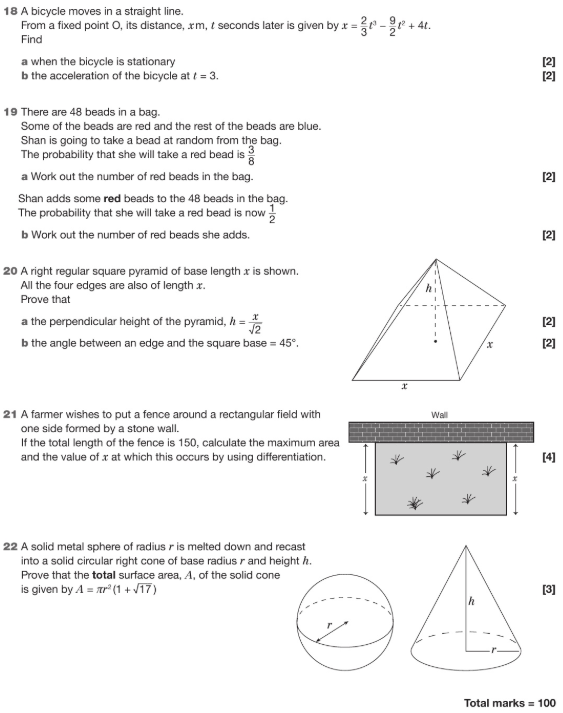 18 A bicycle moves in a straight line.
From a fixed point O, its distance, x m, t seconds later is given by x = 2/3 t³ − 9/2 t² + 4t.
Find
a when the bicycle is stationary [2]
b the acceleration of the bicycle at t = 3. [2]
19 There are 48 beads in a bag.
Some of the beads are red and the rest of the beads are blue.
Shan is going to take a bead at random from the bag.
The probability that she will take a red bead is 3/8
a Work out the number of red beads in the bag. [2]
Shan adds some red beads to the 48 beads in the bag.
The probability that she will take a red bead is now 1/2
b Work out the number of red beads she adds. [2]
20 A right regular square pyramid of base length x is shown.
All the four edges are also of length x.
Prove that
a the perpendicular height of the pyramid, h = x/√2 [2]
b the angle between an edge and the square base = 45°. [2]
h
x
x
21 A farmer wishes to put a fence around a rectangular field with
one side formed by a stone wall.
If the total length of the fence is 150, calculate the maximum area
and the value of x at which this occurs by using differentiation. [4]
Wall
x
x
22 A solid metal sphere of radius r is melted down and recast
into a solid circular right cone of base radius r and height h.
Prove that the total surface area, A, of the solid cone
is given by A = πr² (1 + √17) [3]
r
h
r
Total marks = 100